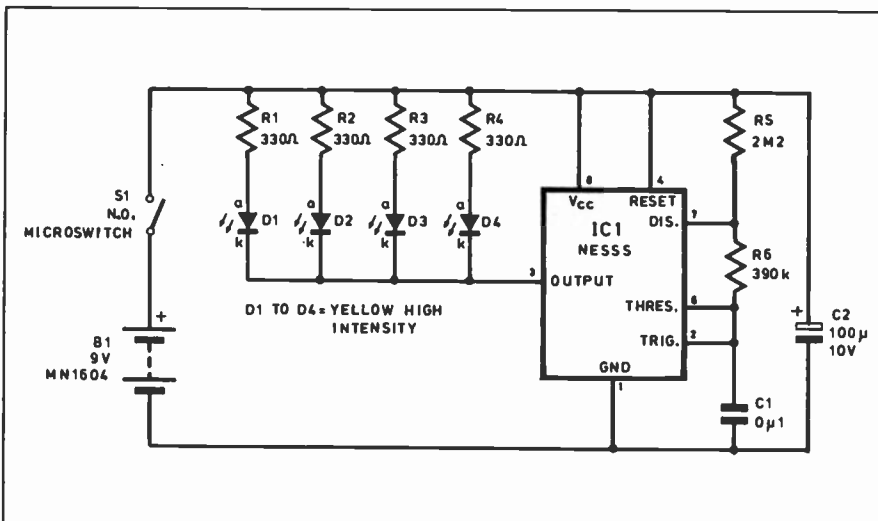 R1
330Ω
R2
330Ω
R3
330Ω
R4
330Ω
R5
2M2
S1
N.O.
MICROSWITCH
a
D1
k
a
D2
k
a
D3
k
a
D4
k
8
4
VCC
RESET
IC1
NE555
DIS.
7
R6
390k
3
OUTPUT
THRES.
6
TRIG.
2
GND
1
D1 TO D4= YELLOW HIGH
INTENSITY
+
B1
9V
MN1604
+
C2
100µ
10V
C1
0µ1